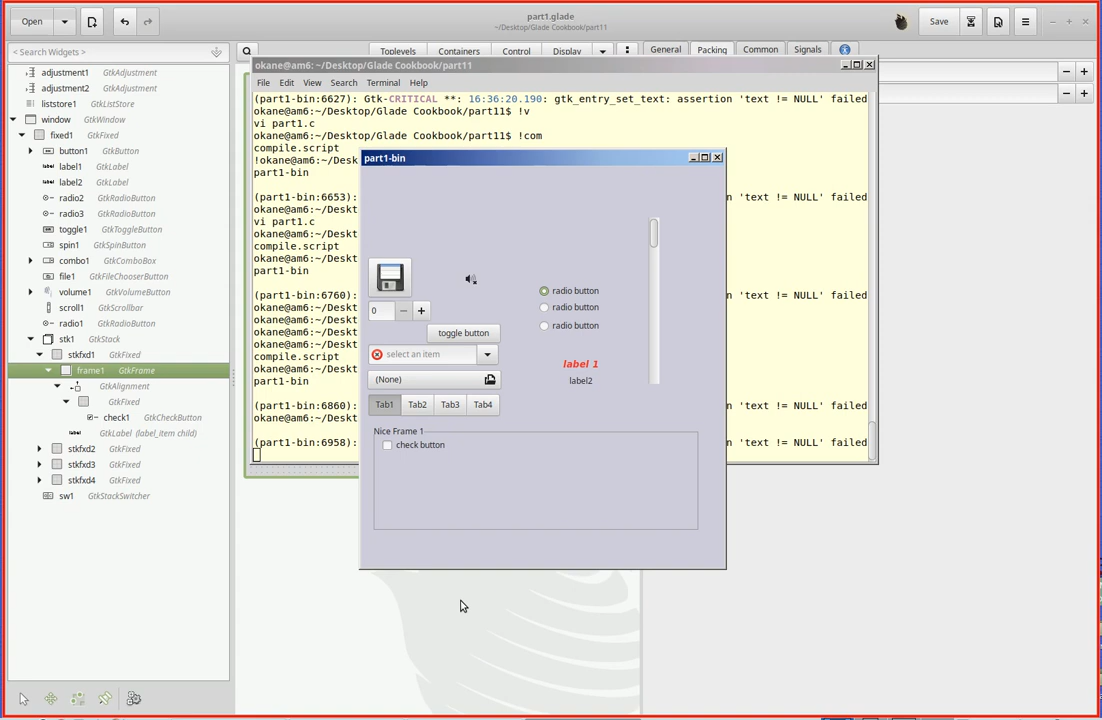 part1.glade
~/Desktop/Glade Cookbook/part11
Open
Save
< Search Widgets >
adjustment1 GtkAdjustment
adjustment2 GtkAdjustment
liststore1 GtkListStore
window GtkWindow
fixed1 GtkFixed
button1 GtkButton
label1 GtkLabel
label2 GtkLabel
radio2 GtkRadioButton
radio3 GtkRadioButton
toggle1 GtkToggleButton
spin1 GtkSpinButton
combo1 GtkComboBox
file1 GtkFileChooserButton
volume1 GtkVolumeButton
scroll1 GtkScrollbar
radio1 GtkRadioButton
stk1 GtkStack
stkfxd1 GtkFixed
frame1 GtkFrame
GtkAlignment
GtkFixed
check1 GtkCheckButton
label GtkLabel (label_item child)
stkfxd2 GtkFixed
stkfxd3 GtkFixed
stkfxd4 GtkFixed
sw1 GtkStackSwitcher
Toplevels Containers Control Display
General Packing Common Signals
okane@am6: ~/Desktop/Glade Cookbook/part11
File Edit View Search Terminal Help
(part1-bin:6627): Gtk-CRITICAL **: 16:36:20.190: gtk_entry_set_text: assertion 'text != NULL' failed
okane@am6:~/Desktop/Glade Cookbook/part11$ !v
vi part1.c
okane@am6:~/Desktop/Glade Cookbook/part11$ !com
compile.script
!okane@am6:~/Desk
part1-bin
(part1-bin:6653): n 'text != NULL' failed
okane@am6:~/Deskt
vi part1.c
okane@am6:~/Deskt
compile.script
okane@am6:~/Deskt
part1-bin
(part1-bin:6760): n 'text != NULL' failed
okane@am6:~/Deskt
okane@am6:~/Deskt
okane@am6:~/Deskt
okane@am6:~/Deskt
compile.script
okane@am6:~/Deskt
part1-bin
(part1-bin:6860): n 'text != NULL' failed
okane@am6:~/Deskt
(part1-bin:6958): n 'text != NULL' failed
part1-bin
0
toggle button
select an item
(None)
radio button
radio button
radio button
label 1
label2
Tab1 Tab2 Tab3 Tab4
Nice Frame 1
check button